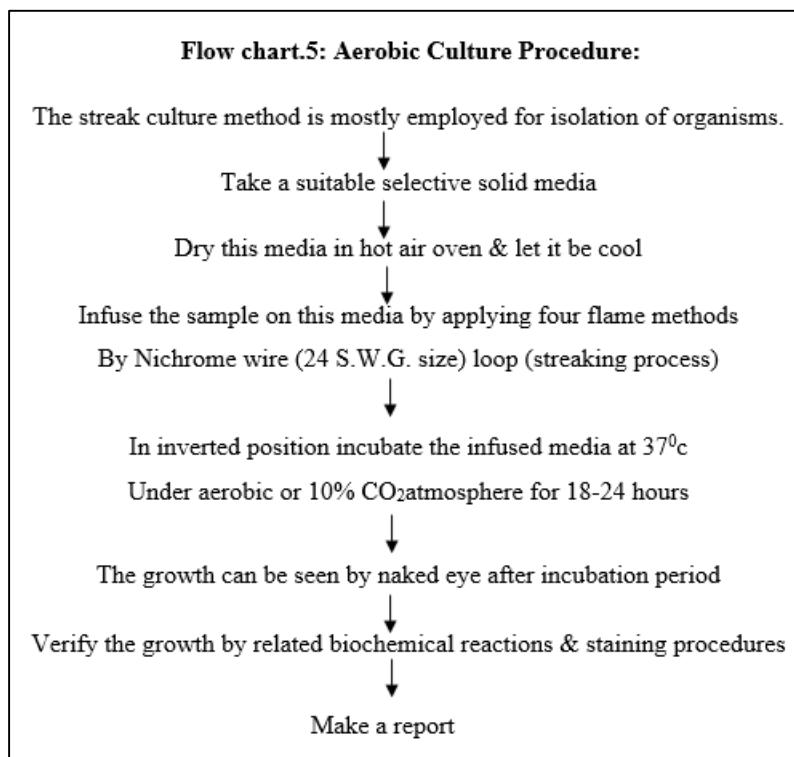 Flow chart.5: Aerobic Culture Procedure:
The streak culture method is mostly employed for isolation of organisms.
Take a suitable selective solid media
Dry this media in hot air oven & let it be cool
Infuse the sample on this media by applying four flame methods
By Nichrome wire (24 S.W.G. size) loop (streaking process)
In inverted position incubate the infused media at 37⁰c
Under aerobic or 10% CO₂atmosphere for 18-24 hours
The growth can be seen by naked eye after incubation period
Verify the growth by related biochemical reactions & staining procedures
Make a report